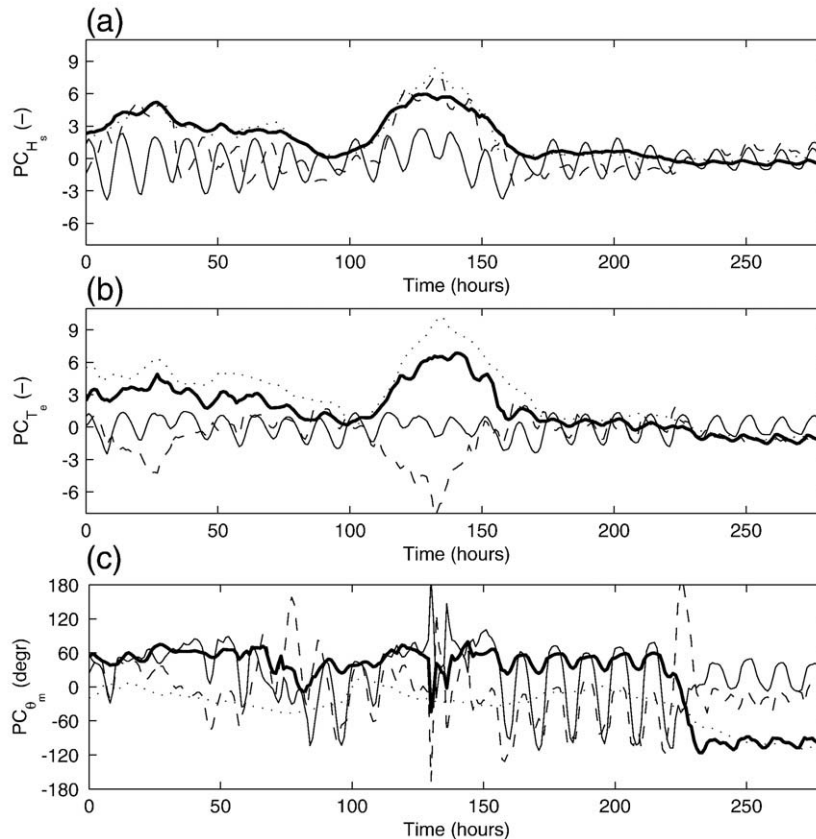 (a)
PC_{H_s} (−)
9
6
3
0
-3
-6
0 50 100 150 200 250
Time (hours)
(b)
PC_{T_e} (−)
9
6
3
0
-3
-6
0 50 100 150 200 250
Time (hours)
(c)
PC_{θ_m} (degr)
180
120
60
0
-60
-120
-180
0 50 100 150 200 250
Time (hours)